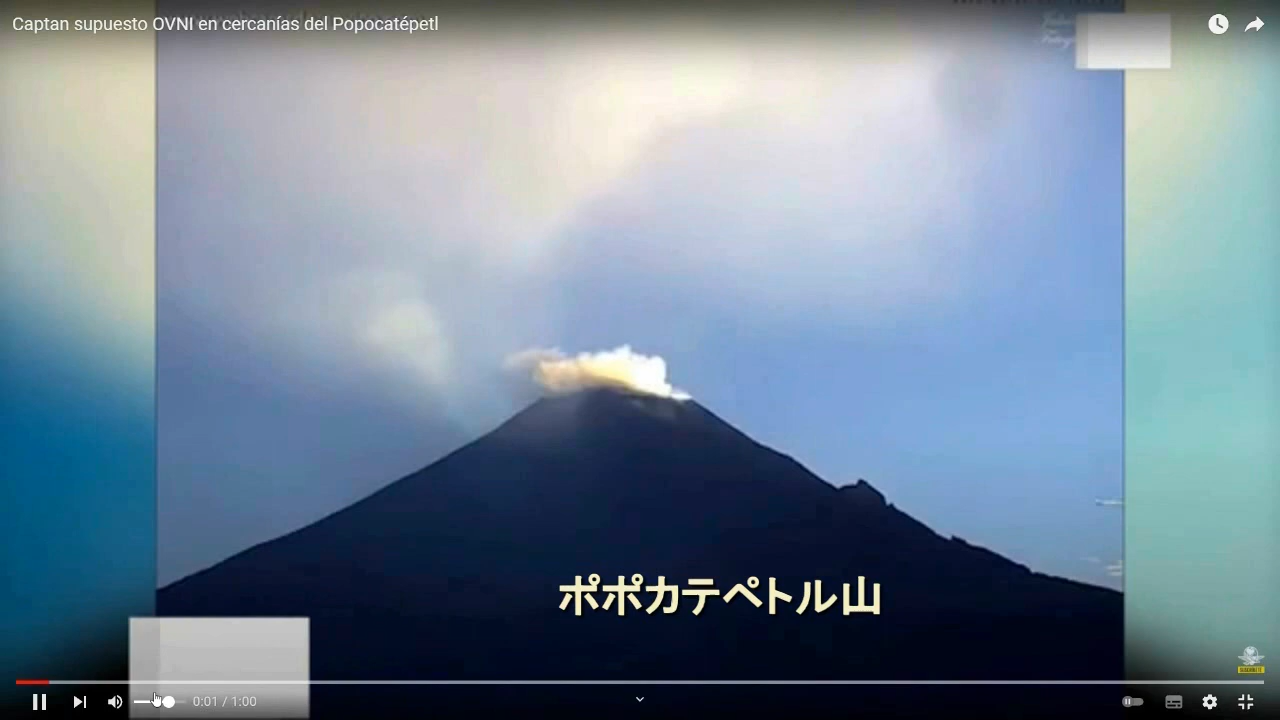 Captan supuesto OVNI en cercanías del Popocatépetl
ポポカテペトル山
0:01 / 1:00